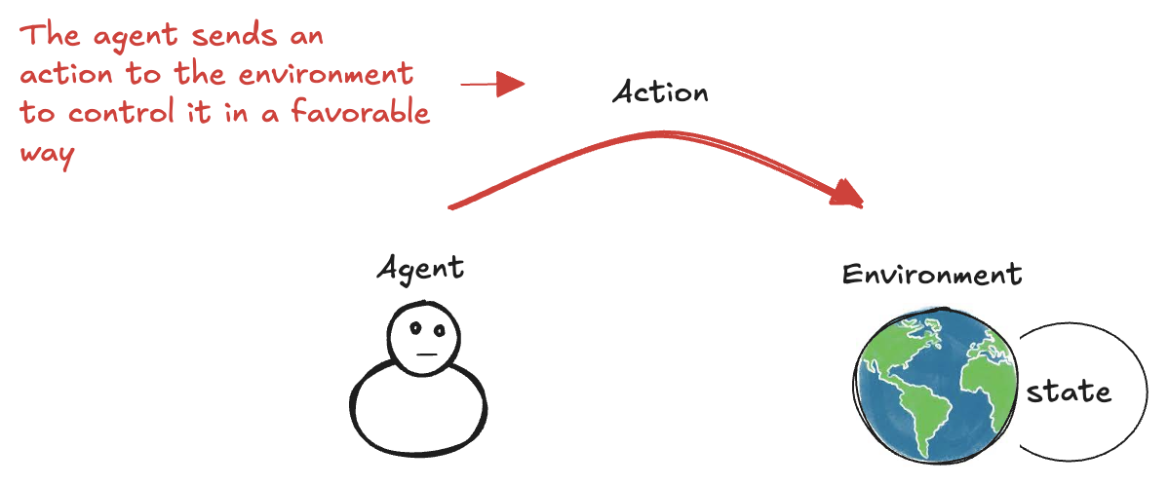 The agent sends an
action to the environment
to control it in a favorable
way
Action
Agent
Environment
state